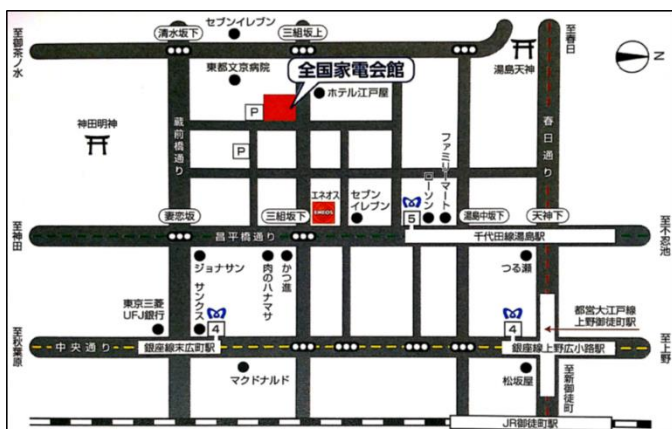 セブンイレブン
至御茶ノ水
清水坂下
三組坂上
至春日
湯島天神
N
東都文京病院
全国家電会館
ホテル江戸屋
P
神田明神
蔵前橋通り
P
春日通り
ファミリーマート
ローソン
エネオス
ENEOS
セブン
イレブン
5
妻恋坂
三組坂下
湯島中坂下
天神下
至神田
昌平橋通り
千代田線湯島駅
至不忍池
ジョナサン
肉のハナマサ
かつ進
つる瀬
東京三菱
UFJ銀行
サンクス
4
4
都営大江戸線
上野御徒町駅
至秋葉原
中央通り
銀座線末広町駅
銀座線上野広小路駅
至上野
マクドナルド
松坂屋
至新御徒町
JR御徒町駅